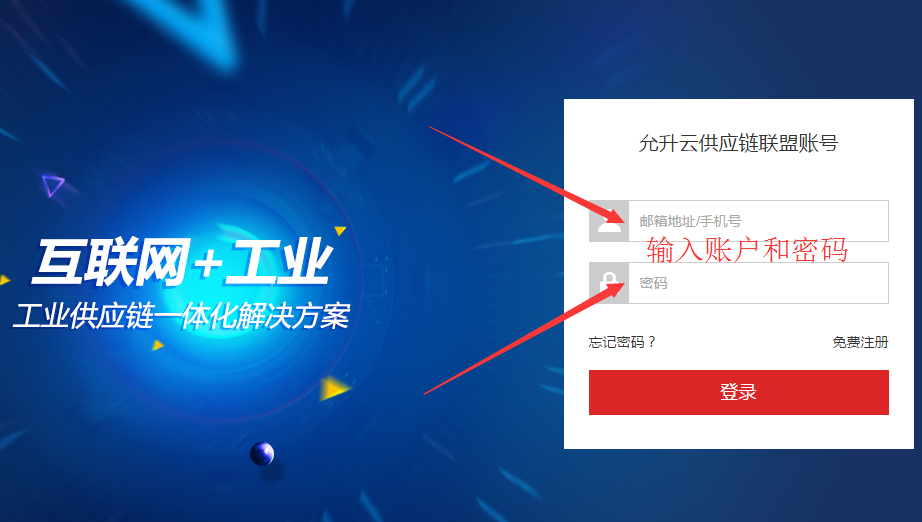 互联网+工业
工业供应链一体化解决方案
允升云供应链联盟账号
邮箱地址/手机号
输入账户和密码
密码
忘记密码？
免费注册
登录